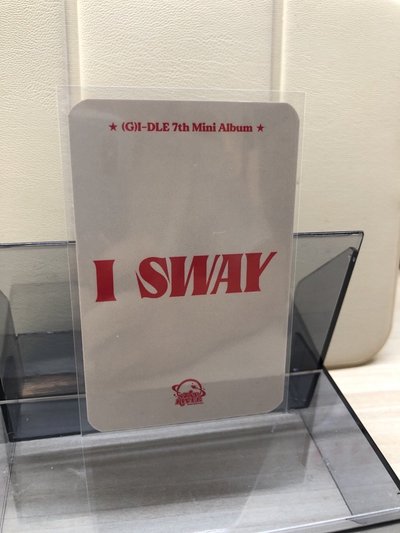 ★ (G)I-DLE 7th Mini Album ★
I SWAY